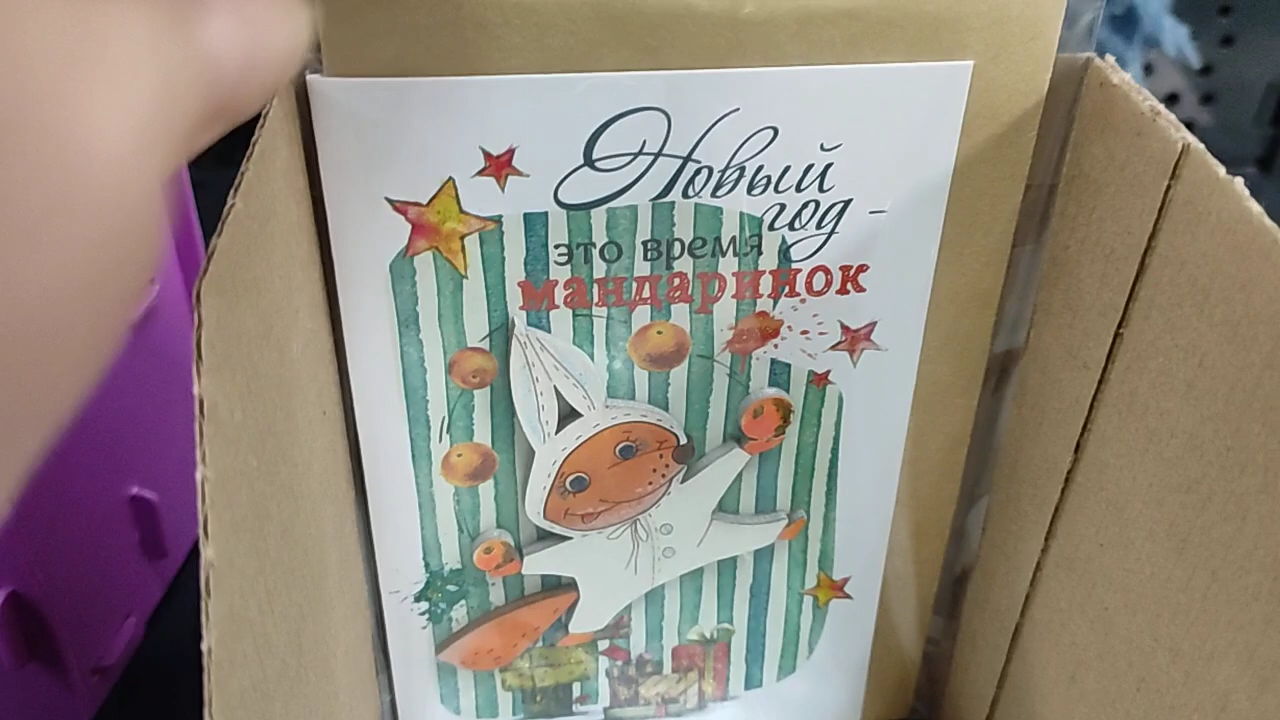 Новый
год -
это время
мандаринок